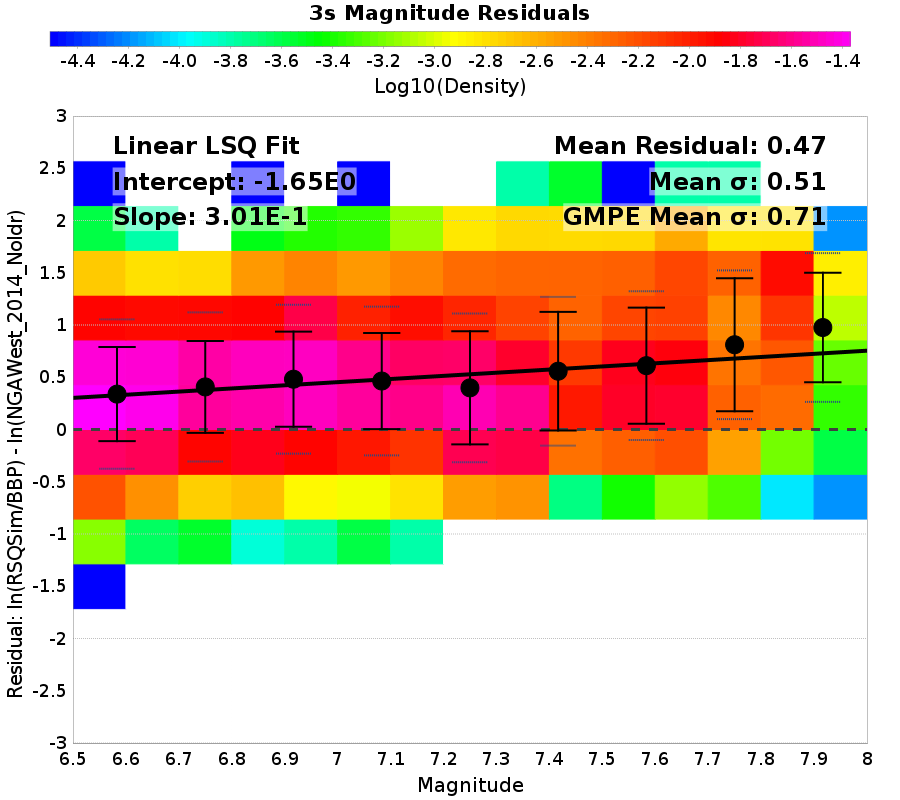 3s Magnitude Residuals
-4.4 -4.2 -4.0 -3.8 -3.6 -3.4 -3.2 -3.0 -2.8 -2.6 -2.4 -2.2 -2.0 -1.8 -1.6 -1.4
Log10(Density)
Linear LSQ Fit
Intercept: -1.65E0
Slope: 3.01E-1
Mean Residual: 0.47
Mean σ: 0.51
GMPE Mean σ: 0.71
Residual: ln(RSQSim/BBP) - ln(NGAWest_2014_NoIdr)
3
2.5
2
1.5
1
0.5
0
-0.5
-1
-1.5
-2
-2.5
-3
6.5 6.6 6.7 6.8 6.9 7 7.1 7.2 7.3 7.4 7.5 7.6 7.7 7.8 7.9 8
Magnitude